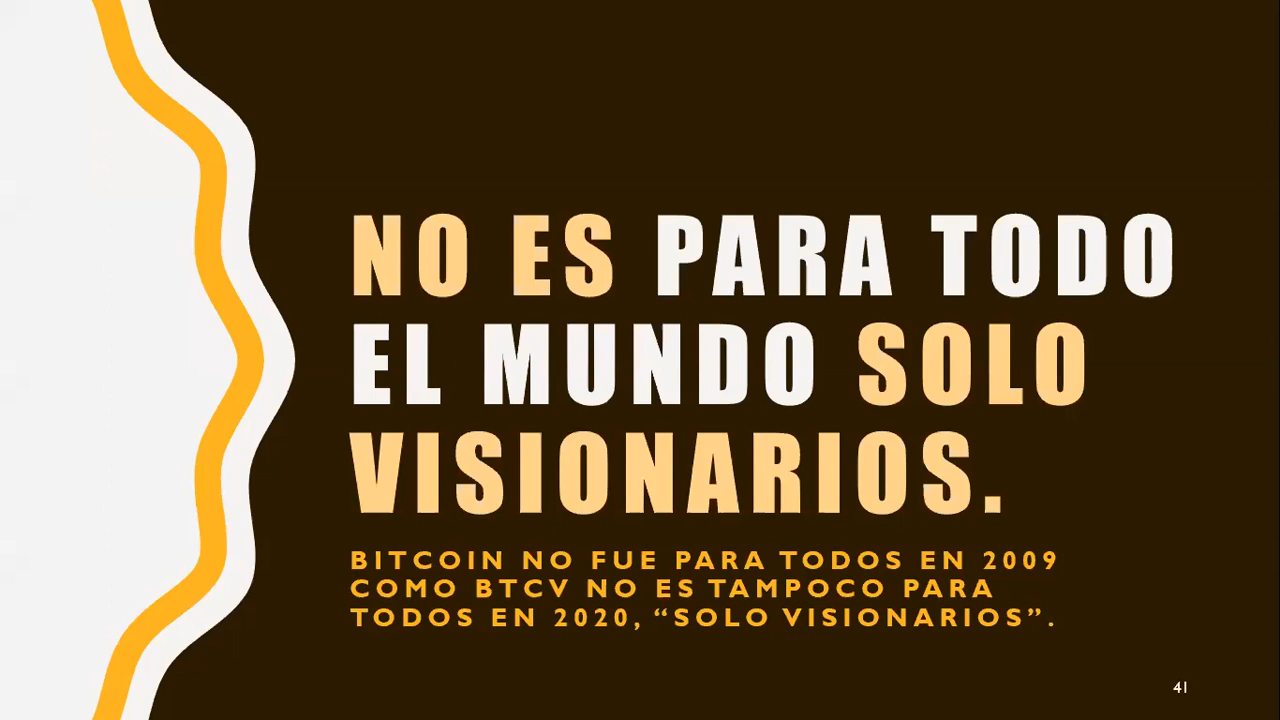 NO ES PARA TODO
EL MUNDO SOLO
VISIONARIOS.
BITCOIN NO FUE PARA TODOS EN 2009
COMO BTCV NO ES TAMPOCO PARA
TODOS EN 2020, “SOLO VISIONARIOS”.
41